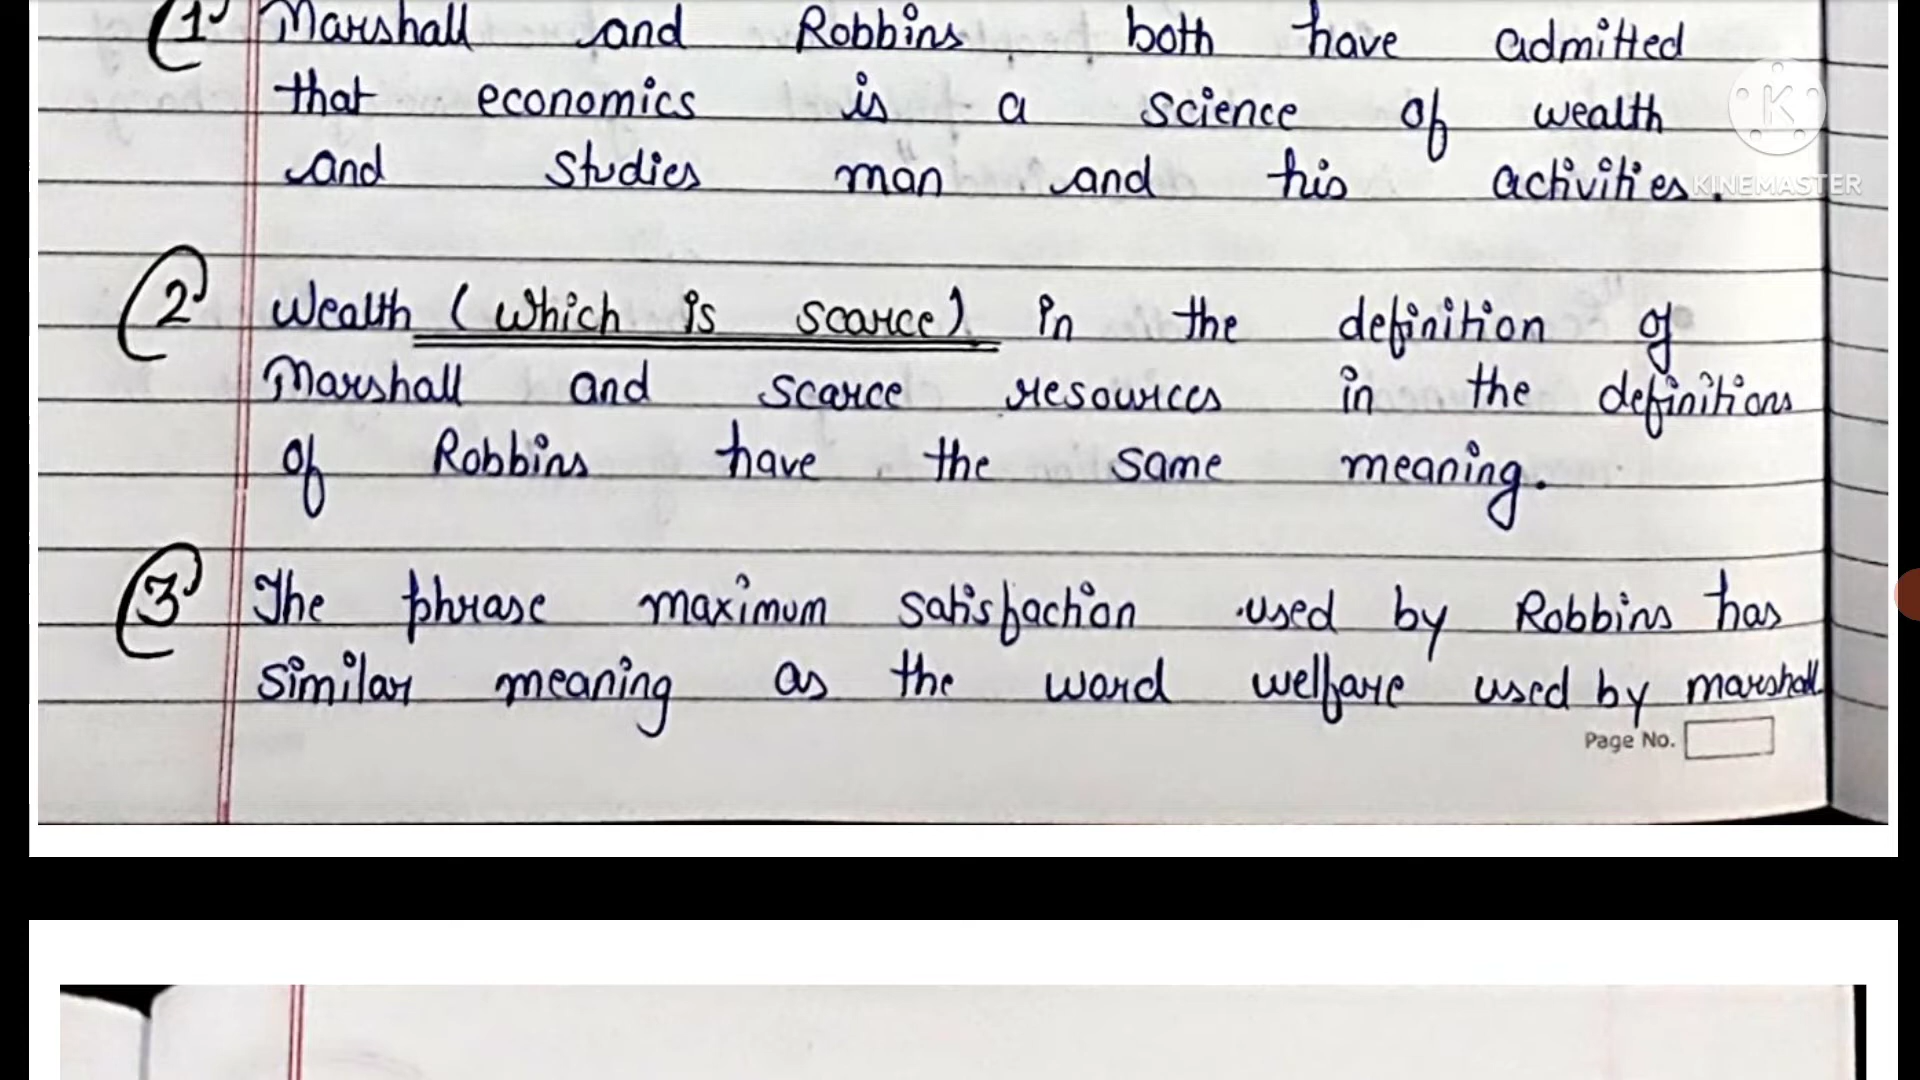 (1) Marshall and Robbins both have admitted
that economics is a science of wealth
and studies man and his activities.
KINEMASTER
(2) Wealth (which is scarce) in the definition of
Marshall and scarce resources in the definitions
of Robbins have the same meaning.
(3) The phrase maximum satisfaction used by Robbins has
similar meaning as the word welfare used by marshall
Page No.